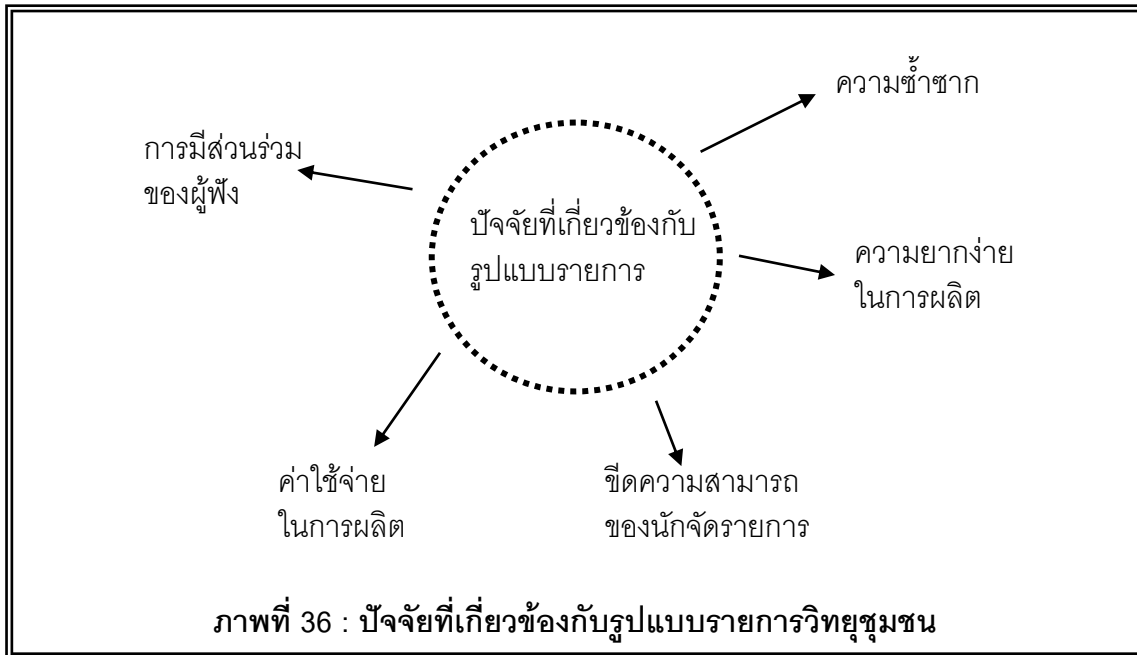 ความซ้ำซาก
การมีส่วนร่วม
ของผู้ฟัง
ปัจจัยที่เกี่ยวข้องกับ
รูปแบบรายการ
ความยากง่าย
ในการผลิต
ค่าใช้จ่าย
ในการผลิต
ขีดความสามารถ
ของนักจัดรายการ
ภาพที่ 36 : ปัจจัยที่เกี่ยวข้องกับรูปแบบรายการวิทยุชุมชน